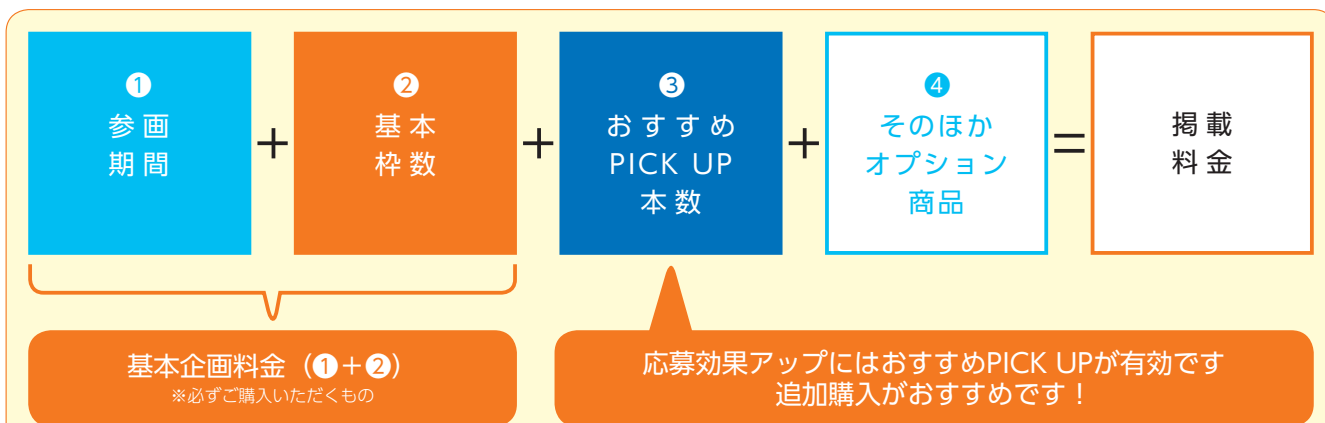 ❶
参画
期間
+
❷
基本
枠数
+
❸
おすすめ
PICK UP
本数
+
❹
そのほか
オプション
商品
=
掲載
料金
基本企画料金（❶+❷）
※必ずご購入いただくもの
応募効果アップにはおすすめPICK UPが有効です
追加購入がおすすめです！